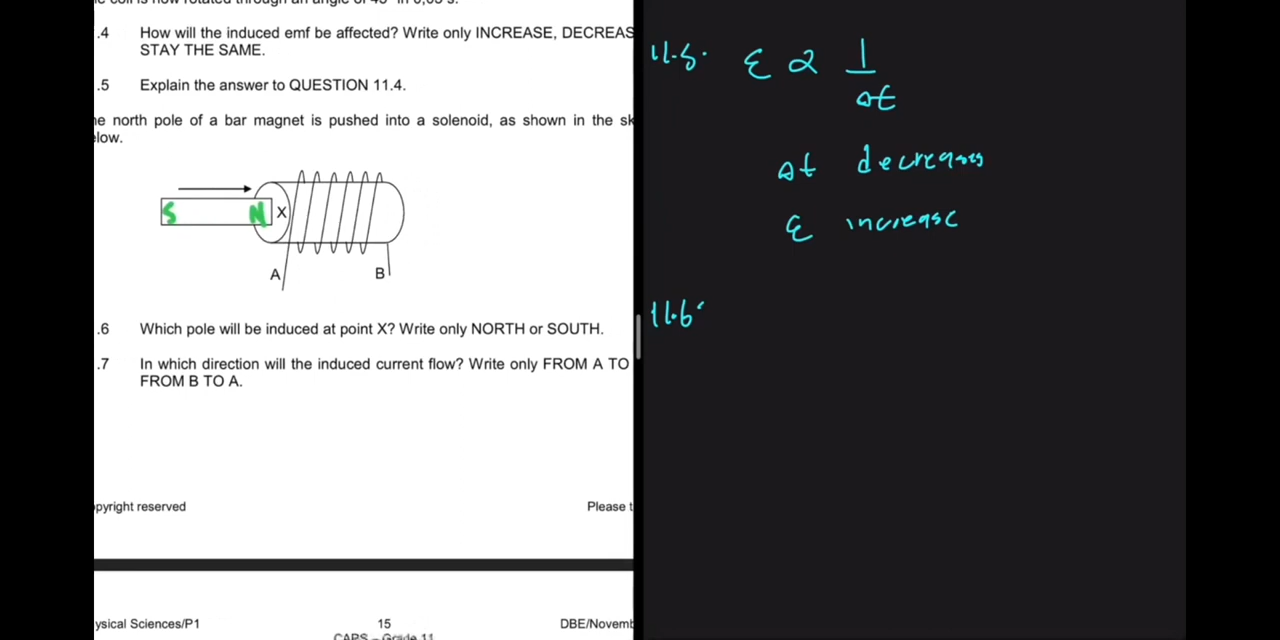 .4 How will the induced emf be affected? Write only INCREASE, DECREAS
STAY THE SAME.
.5 Explain the answer to QUESTION 11.4.
he north pole of a bar magnet is pushed into a solenoid, as shown in the sk
elow.
S N X
A B
.6 Which pole will be induced at point X? Write only NORTH or SOUTH.
.7 In which direction will the induced current flow? Write only FROM A TO
FROM B TO A.
opyright reserved Please t
ysical Sciences/P1 15 DBE/Novemb
CAPS – Grade 11
11.5. ε ∝ 1
Δt
Δt decreases
ε increase
11.6